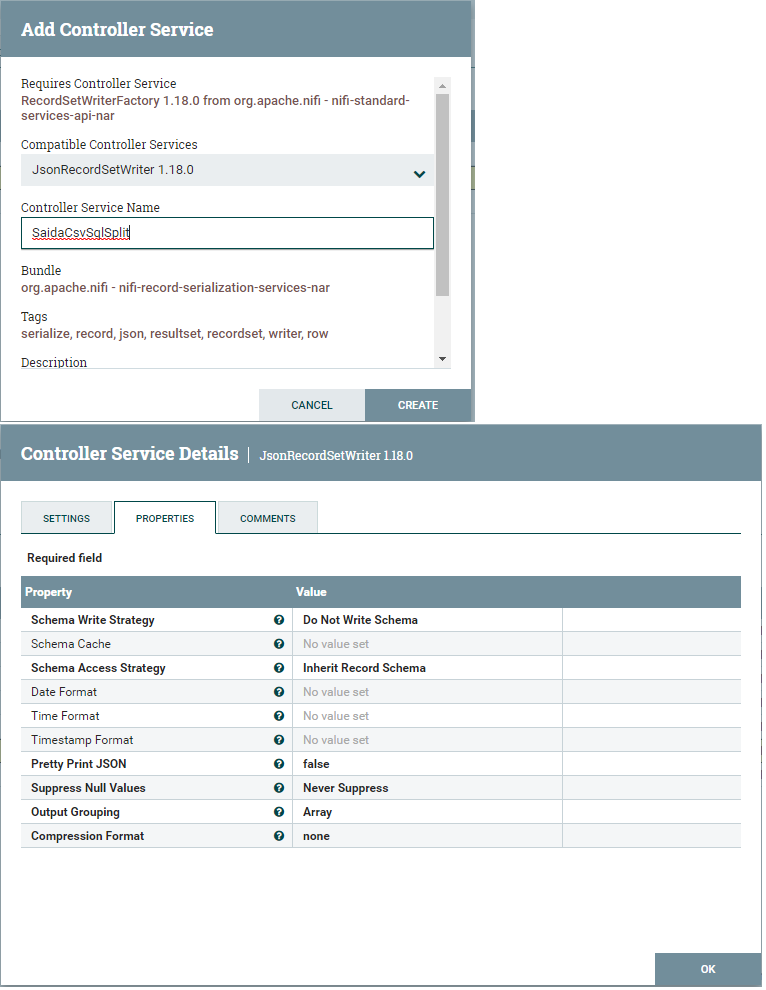 Add Controller Service
Requires Controller Service
RecordSetWriterFactory 1.18.0 from org.apache.nifi - nifi-standard-
services-api-nar
Compatible Controller Services
JsonRecordSetWriter 1.18.0
Controller Service Name
SaidaCsvSqlSplit
Bundle
org.apache.nifi - nifi-record-serialization-services-nar
Tags
serialize, record, json, resultset, recordset, writer, row
Description
CANCEL CREATE
Controller Service Details | JsonRecordSetWriter 1.18.0
SETTINGS PROPERTIES COMMENTS
Required field
Property Value
Schema Write Strategy ? Do Not Write Schema
Schema Cache ? No value set
Schema Access Strategy ? Inherit Record Schema
Date Format ? No value set
Time Format ? No value set
Timestamp Format ? No value set
Pretty Print JSON ? false
Suppress Null Values ? Never Suppress
Output Grouping ? Array
Compression Format ? none
OK